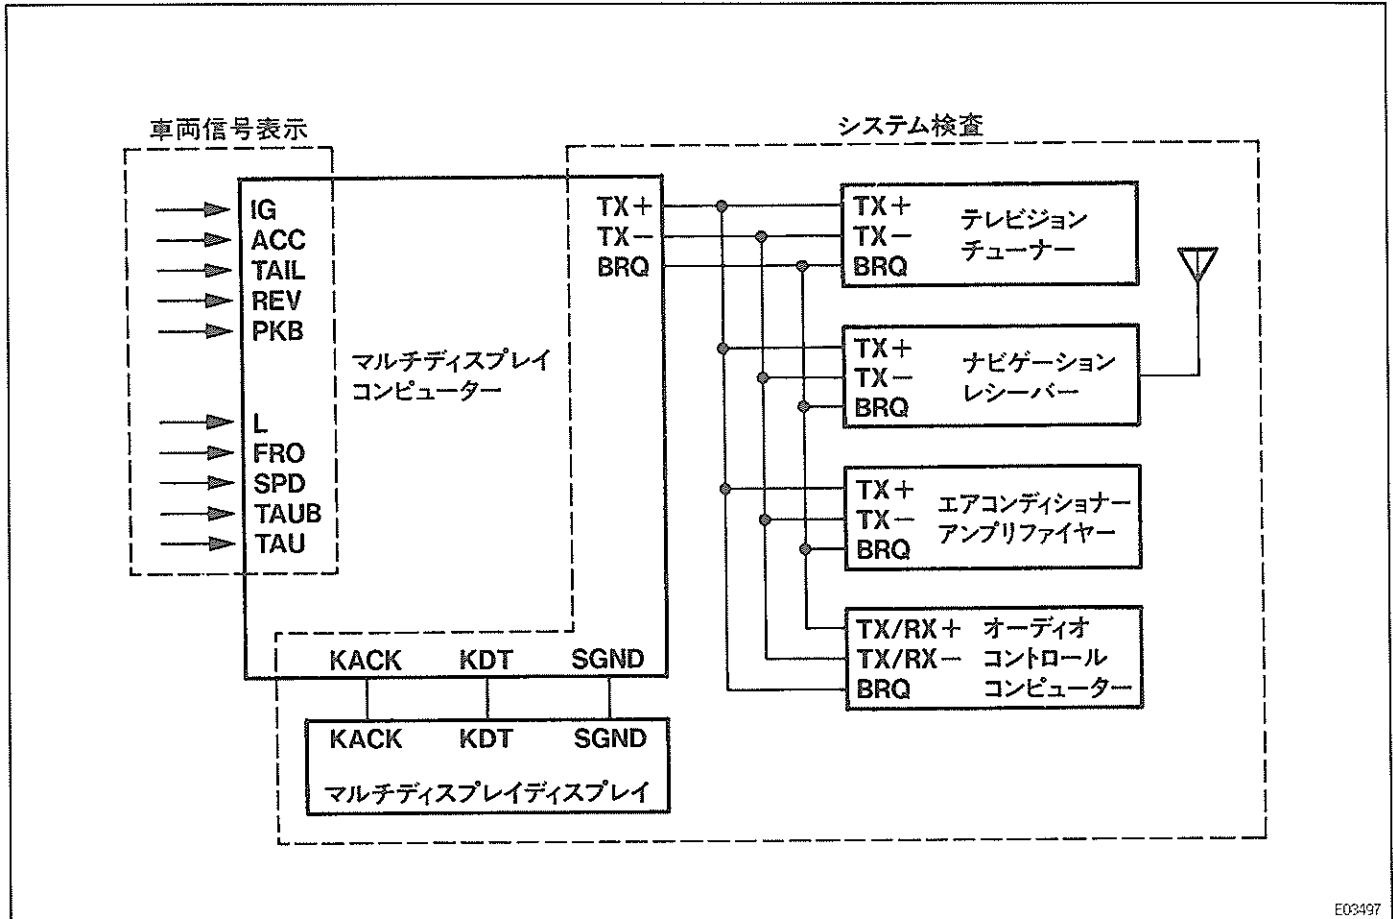 車両信号表示
システム検査
IG
ACC
TAIL
REV
PKB
L
FRO
SPD
TAUB
TAU
マルチディスプレイ
コンピューター
TX+
TX−
BRQ
KACK KDT SGND
KACK KDT SGND
マルチディスプレイディスプレイ
TX+
TX−
BRQ
テレビジョン
チューナー
TX+
TX−
BRQ
ナビゲーション
レシーバー
TX+
TX−
BRQ
エアコンディショナー
アンプリファイヤー
TX/RX+ オーディオ
TX/RX− コントロール
BRQ コンピューター
E03497